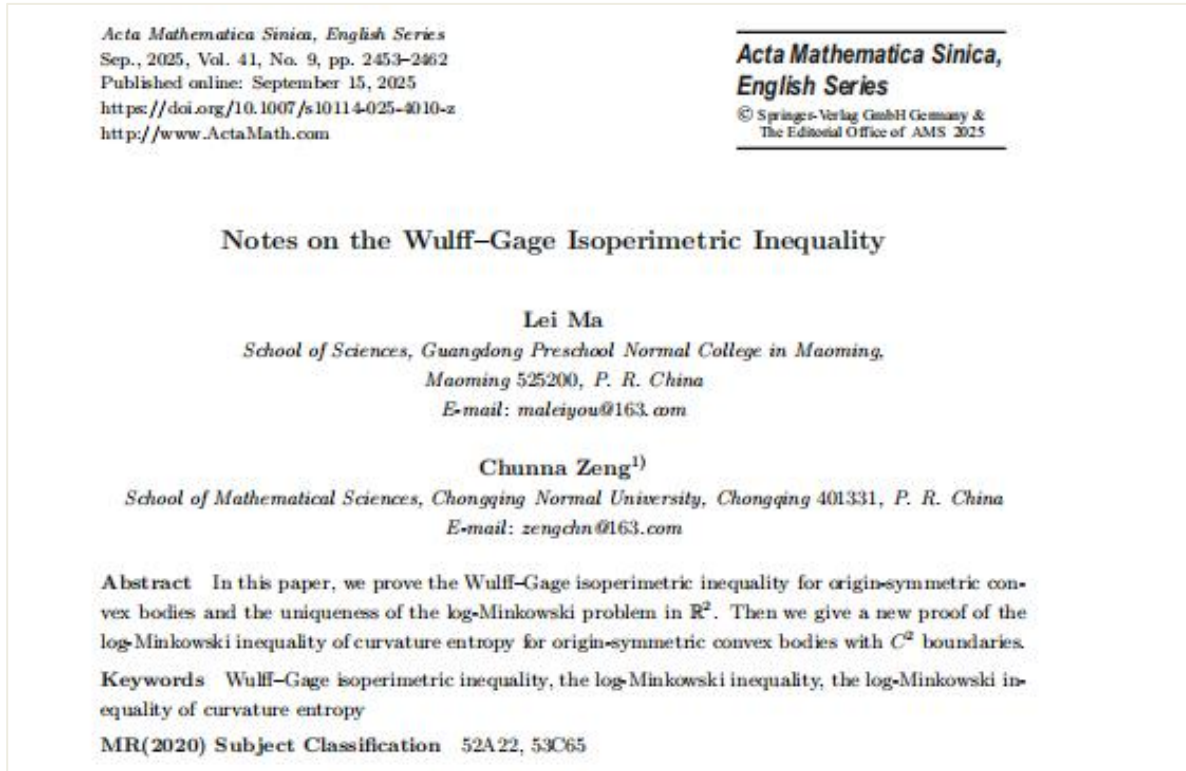 Acta Mathematica Sinica, English Series
Sep., 2025, Vol. 41, No. 9, pp. 2453–2462
Published online: September 15, 2025
https://doi.org/10.1007/s10114-025-4010-z
http://www.ActaMath.com
Acta Mathematica Sinica,
English Series
© Springer-Verlag GmbH Germany &
The Editorial Office of AMS 2025
Notes on the Wulff–Gage Isoperimetric Inequality
Lei Ma
School of Sciences, Guangdong Preschool Normal College in Maoming,
Maoming 525200, P. R. China
E-mail: maleiyou@163.com
Chunna Zeng¹⁾
School of Mathematical Sciences, Chongqing Normal University, Chongqing 401331, P. R. China
E-mail: zengchn@163.com
Abstract In this paper, we prove the Wulff–Gage isoperimetric inequality for origin-symmetric con-
vex bodies and the uniqueness of the log-Minkowski problem in ℝ². Then we give a new proof of the
log-Minkowski inequality of curvature entropy for origin-symmetric convex bodies with C² boundaries.
Keywords Wulff–Gage isoperimetric inequality, the log-Minkowski inequality, the log-Minkowski in-
equality of curvature entropy
MR(2020) Subject Classification 52A22, 53C65